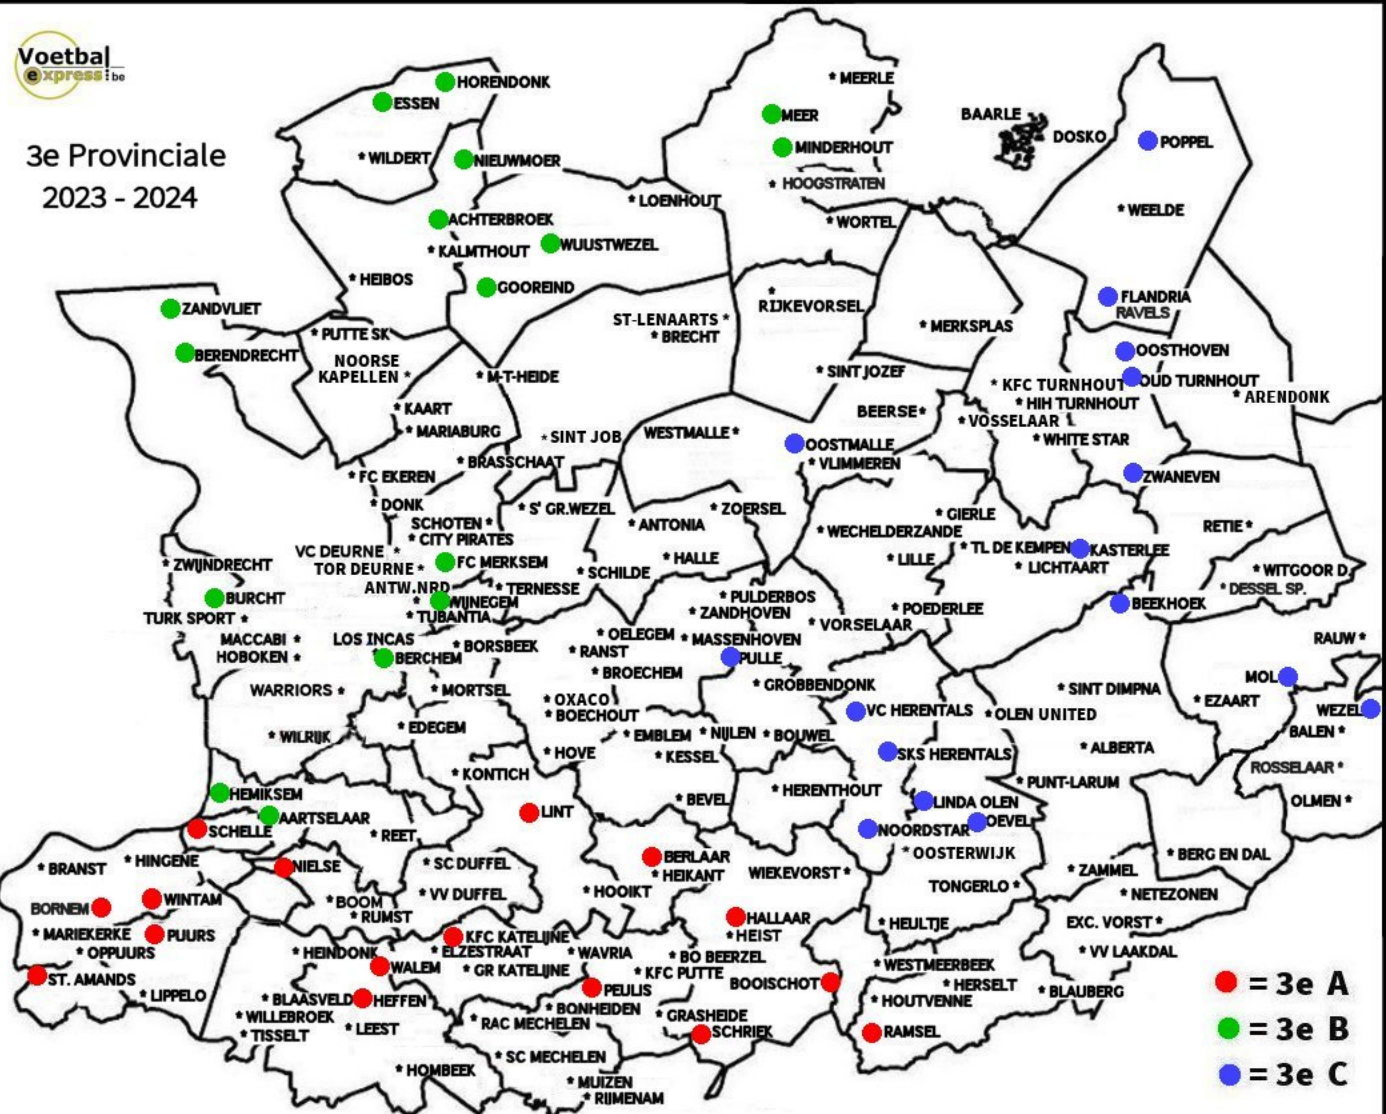 Voetbal
express.be
3e Provinciale
2023 - 2024
HORENDONK
ESSEN
* WILDERT
NIEUWMOER
* MEERLE
MEER
MINDERHOUT
* HOOGSTRATEN
BAARLE
DOSKO
POPPEL
* WEELDE
* LOENHOUT
* WORTEL
ACHTERBROEK
* KALMTHOUT
WUUSTWEZEL
* HEIBOS
GOOREIND
ZANDVLIET
BERENDRECHT
* PUTTE SK
NOORSE
KAPELLEN *
ST-LENAARTS *
* BRECHT
*
RIJKEVORSEL
* MERKSPLAS
FLANDRIA
RAVELS
OOSTHOVEN
OUD TURNHOUT
* ARENDONK
* M-T-HEIDE
* SINT JOZEF
* KFC TURNHOUT
* HIH TURNHOUT
* KAART
* MARIABURG
* SINT JOB
WESTMALLE *
BEERSE *
* VOSSELAAR
* WHITE STAR
OOSTMALLE
* VLIMMEREN
* BRASSCHAAT
* FC EKEREN
ZWANEVEN
* DONK
* S' GR.WEZEL
* ZOERSEL
* GIERLE
SCHOTEN *
* CITY PIRATES
* ANTONIA
* WECHELDERZANDE
RETIE *
VC DEURNE *
TOR DEURNE *
FC MERKSEM
* HALLE
* LILLE
* TL DE KEMPEN
KASTERLEE
* LICHTAART
* ZWIJNDRECHT
* SCHILDE
* WITGOOR D.
* DESSEL SP.
ANTW.NRD
*
* TERNESSE
BURCHT
WIJNEGEM
* TUBANTIA
* PULDERBOS
* ZANDHOVEN
* POEDERLEE
BEEKHOEK
TURK SPORT *
* VORSELAAR
MACCABI *
HOBOKEN *
LOS INCAS
BERCHEM
* BORSBEEK
* OELEGEM
* RANST
* MASSENHOVEN
PULLE
RAUW *
* BROECHEM
* GROBBENDONK
MOL
WARRIORS *
* MORTSEL
* OXACO
* BOECHOUT
VC HERENTALS
* OLEN UNITED
* SINT DIMPNA
* EZAART
WEZEL
BALEN *
* WILRIJK
* EDEGEM
* EMBLEM
* NIJLEN
* BOUWEL
* HOVE
* KESSEL
SKS HERENTALS
* ALBERTA
ROSSELAAR *
* KONTICH
* PUNT-LARUM
HEMIKSEM
* BEVEL
* HERENTHOUT
LINDA OLEN
OLMEN *
AARTSELAAR
LINT
SCHELLE
* REET
NOORDSTAR
OEVEL
* OOSTERWIJK
* BRANST
* HINGENE
NIELSE
* SC DUFFEL
BERLAAR
* HEIKANT
WIEKEVORST *
* BERG EN DAL
* ZAMMEL
BORNEM
WINTAM
* BOOM
* RUMST
* VV DUFFEL
* HOOIKT
TONGERLO *
* NETEZONEN
HALLAAR
* HEIST
* HEULTJE
EXC. VORST *
* MARIEKERKE
* OPPUURS
PUURS
KFC KATELIJNE
* ELZESTRAAT
* GR KATELIJNE
* HEINDONK
WALEM
* WAVRIA
* BO BEERZEL
* KFC PUTTE
* WESTMEERBEEK
* VV LAAKDAL
ST. AMANDS
* LIPPELO
BOOISCHOT
* HERSELT
* BLAUBERG
* BLAASVELD
HEFFEN
PEULIS
* BONHEIDEN
* HOUTVENNE
* WILLEBROEK
* TISSELT
* LEEST
* RAC MECHELEN
* GRASHEIDE
SCHRIEK
RAMSEL
* SC MECHELEN
* HOMBEEK
* MUIZEN
* RIJMENAM
= 3e A
= 3e B
= 3e C